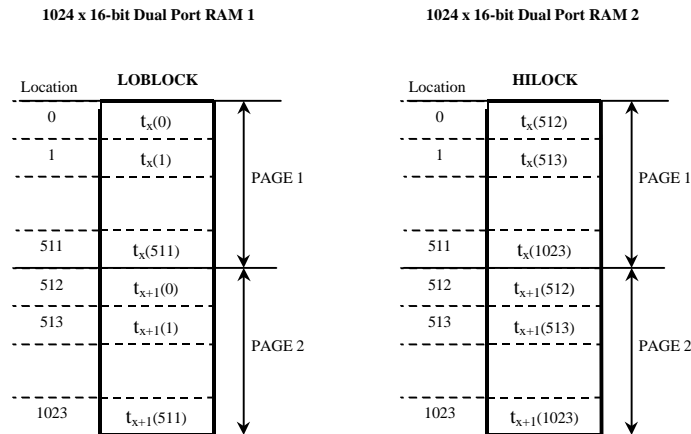 1024 x 16-bit Dual Port RAM 1
Location LOBLOCK
0 tx(0)
1 tx(1)
PAGE 1
511 tx(511)
512 tx+1(0)
513 tx+1(1)
PAGE 2
1023 tx+1(511)
1024 x 16-bit Dual Port RAM 2
Location HILOCK
0 tx(512)
1 tx(513)
PAGE 1
511 tx(1023)
512 tx+1(512)
513 tx+1(513)
PAGE 2
1023 tx+1(1023)